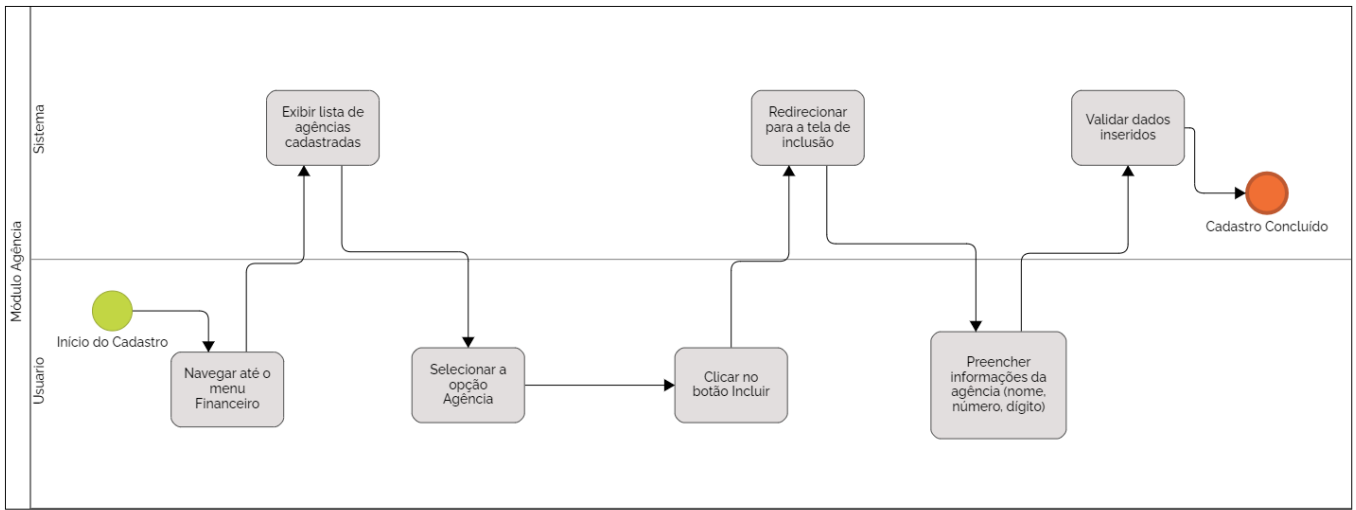 Módulo Agência
Sistema
Exibir lista de
agências
cadastradas
Redirecionar
para a tela de
inclusão
Validar dados
inseridos
Cadastro Concluído
Usuario
Início do Cadastro
Navegar até o
menu
Financeiro
Selecionar a
opção
Agência
Clicar no
botão Incluir
Preencher
informações da
agência (nome,
número, dígito)